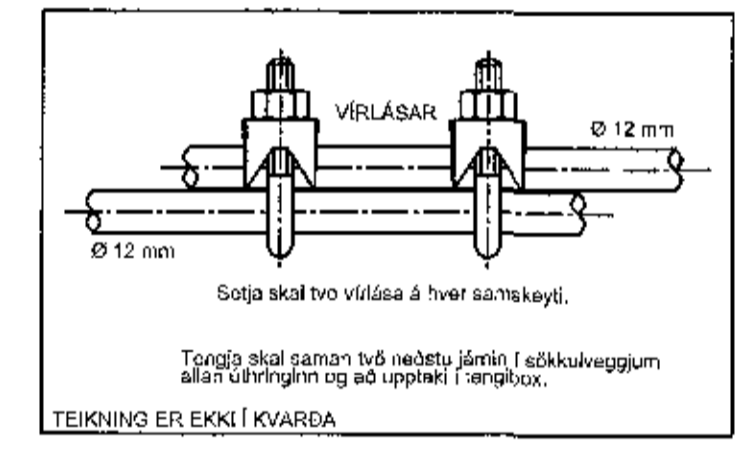 VÍRLÁSAR
Ø 12 mm
Ø 12 mm
Setja skal tvo vírlása á hver samskeyti.
Tengja skal saman tvö neðstu járnin í sökkulveggjum
allan úthringinn og að upptaki í tengibox.
TEIKNING ER EKKI Í KVARÐA